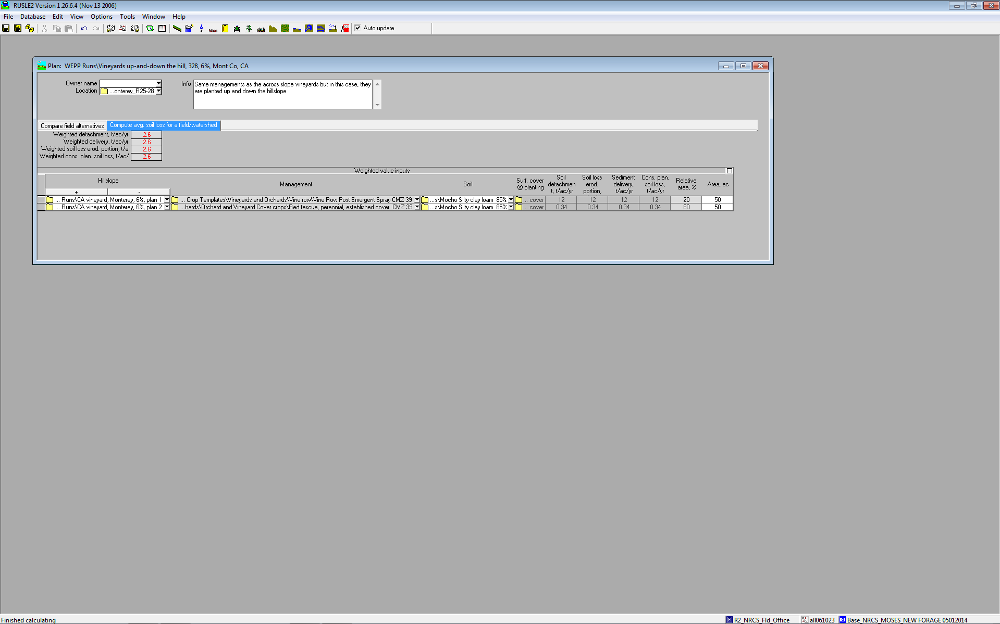 RUSLE2 Version 1.26.6.4 (Nov 13 2006)
File Database Edit View Options Tools Window Help
Auto update
Plan: WEPP Runs\Vineyards up-and-down the hill, 328, 6%, Mont Co, CA
Owner name
Location ...onterey_R25-28
Info
Same managements as the across slope vineyards but in this case, they
are planted up and down the hillslope.
Compare field alternatives Compute avg. soil loss for a field/watershed
Weighted detachment, t/ac/yr 2.6
Weighted delivery, t/ac/yr 2.6
Weighted soil loss erod. portion, t/a 2.6
Weighted cons. plan. soil loss, t/ac/ 2.6
Weighted value inputs
Hillslope
+ -
Management
Soil
Surf. cover
@ planting
Soil
detachmen
t, t/ac/yr
Soil loss
erod.
portion,
Sediment
delivery,
t/ac/yr
Cons. plan.
soil loss,
t/ac/yr
Relative
area, %
Area, ac
... Runs\CA vineyard, Monterey, 6%, plan 1 ... Crop Templates\Vineyards and Orchards\Vine row\Vine Row Post Emergent Spray CMZ 39 ...s\Mocho Silty clay loam 85% ... cover 12 12 12 12 20 50
... Runs\CA vineyard, Monterey, 6%, plan 2 ...hards\Orchard and Vineyard Cover crops\Red fescue, perennial, established cover CMZ 39 ...s\Mocho Silty clay loam 85% ... cover 0.34 0.34 0.34 0.34 80 50
Finished calculating
R2_NRCS_Fld_Office all061023 Base_NRCS_MOSES_NEW FORAGE 05012014